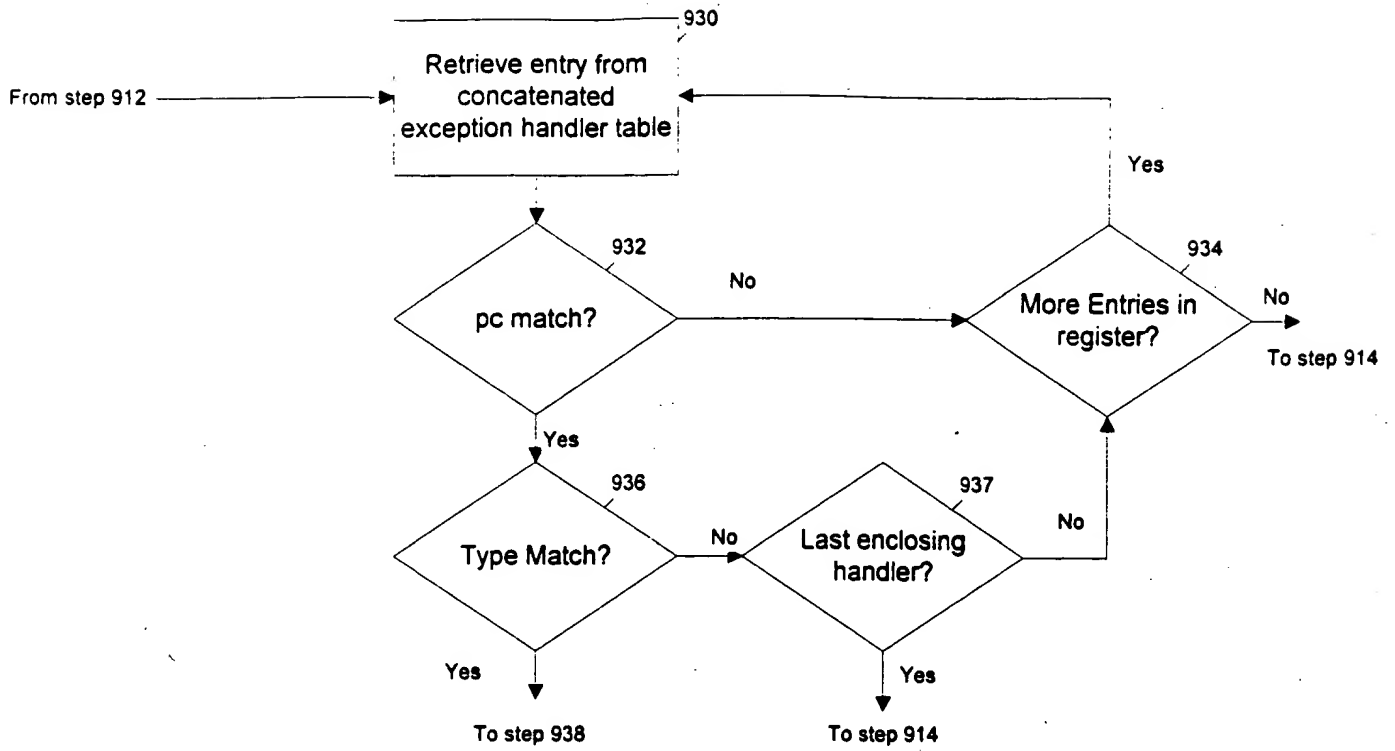 930
Retrieve entry from
concatenated
exception handler table
From step 912
Yes
932
No
934
pc match?
More Entries in
register?
No
To step 914
Yes
936
No
937
No
Type Match?
Last enclosing
handler?
Yes
Yes
To step 938
To step 914